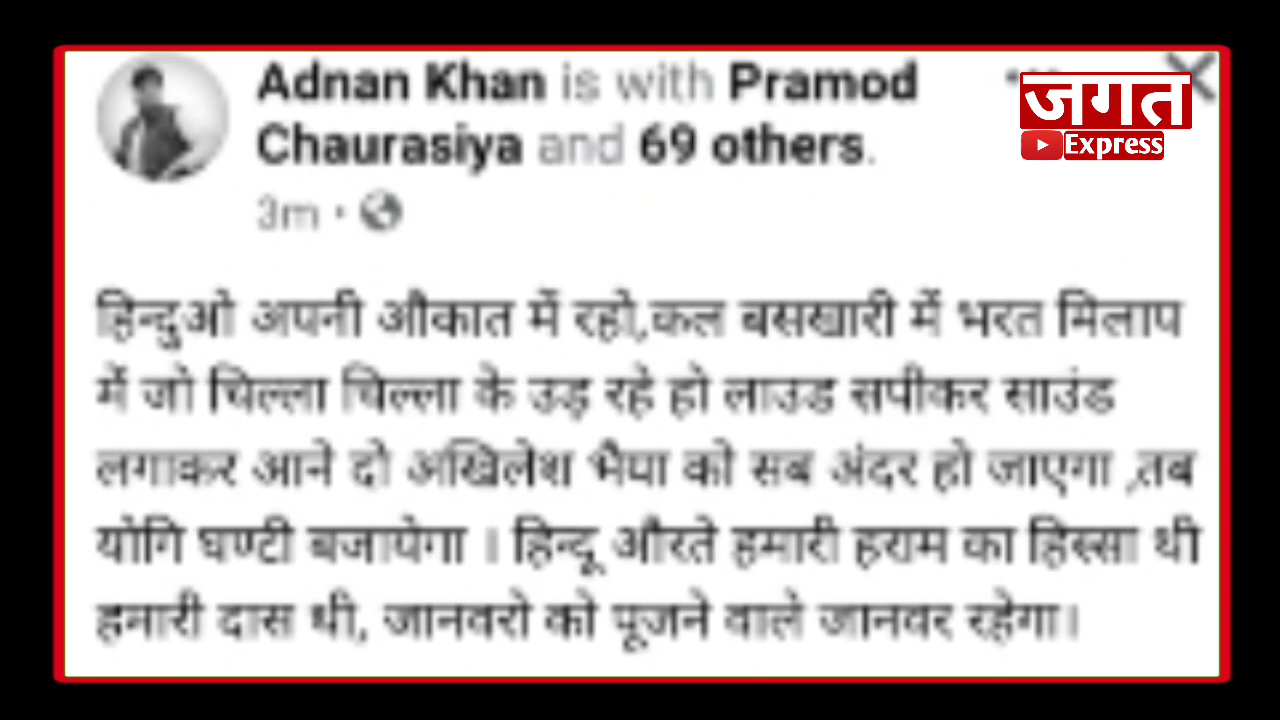 Adnan Khan is with Pramod
Chaurasiya and 69 others.
3m
जगत
Express
हिन्दुओ अपनी औकात में रहो,कल बसखारी में भरत मिलाप
में जो चिल्ला चिल्ला के उड़ रहे हो लाउड सपीकर साउंड
लगाकर आने दो अखिलेश भैया को सब अंदर हो जाएगा ,तब
योगि घण्टी बजायेगा । हिन्दू औरते हमारी हराम का हिस्सा थी
हमारी दास थी, जानवरो को पूजने वाले जानवर रहेगा।